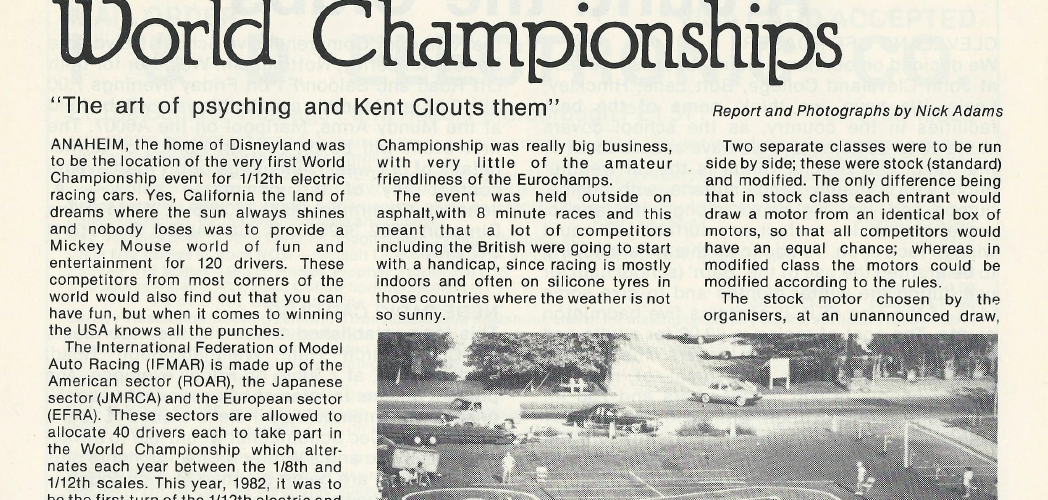 World Championships
"The art of psyching and Kent Clouts them"
Report and Photographs by Nick Adams
ANAHEIM, the home of Disneyland was
to be the location of the very first World
Championship event for 1/12th electric
racing cars. Yes, California the land of
dreams where the sun always shines
and nobody loses was to provide a
Mickey Mouse world of fun and
entertainment for 120 drivers. These
competitors from most corners of the
world would also find out that you can
have fun, but when it comes to winning
the USA knows all the punches.
The International Federation of Model
Auto Racing (IFMAR) is made up of the
American sector (ROAR), the Japanese
sector (JMRCA) and the European sector
(EFRA). These sectors are allowed to
allocate 40 drivers each to take part in
the World Championship which alter-
nates each year between the 1/8th and
1/12th scales. This year, 1982, it was to
be the first turn of the 1/12th electric and
Championship was really big business,
with very little of the amateur
friendliness of the Eurochamps.
The event was held outside on
asphalt,with 8 minute races and this
meant that a lot of competitors
including the British were going to start
with a handicap, since racing is mostly
indoors and often on silicone tyres in
those countries where the weather is not
so sunny.
Two separate classes were to be run
side by side; these were stock (standard)
and modified. The only difference being
that in stock class each entrant would
draw a motor from an identical box of
motors, so that all competitors would
have an equal chance; whereas in
modified class the motors could be
modified according to the rules.
The stock motor chosen by the
organisers, at an unannounced draw,